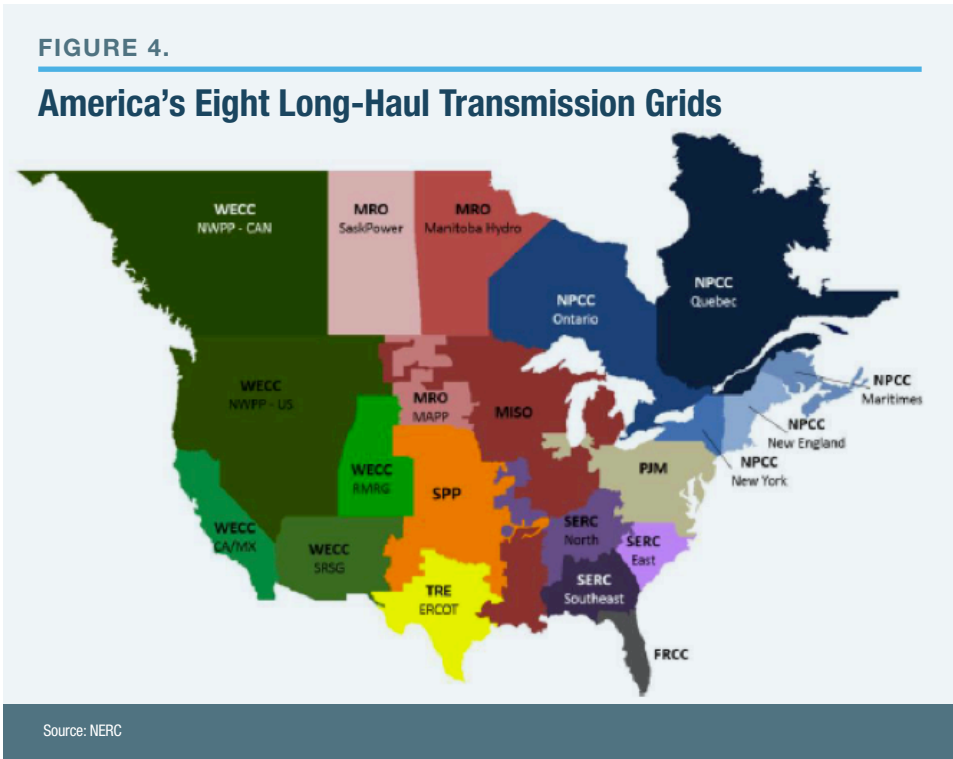 FIGURE 4.
America's Eight Long-Haul Transmission Grids
WECC
NWPP - CAN
MRO
SaskPower
MRO
Manitoba Hydro
NPCC
Quebec
NPCC
Ontario
WECC
NWPP - US
MRO
MAPP
MISO
NPCC
Maritimes
NPCC
New England
NPCC
New York
WECC
RMRG
SPP
PJM
WECC
CA/MX
WECC
SRSG
SERC
North
SERC
East
SERC
Southeast
TRE
ERCOT
FRCC
Source: NERC